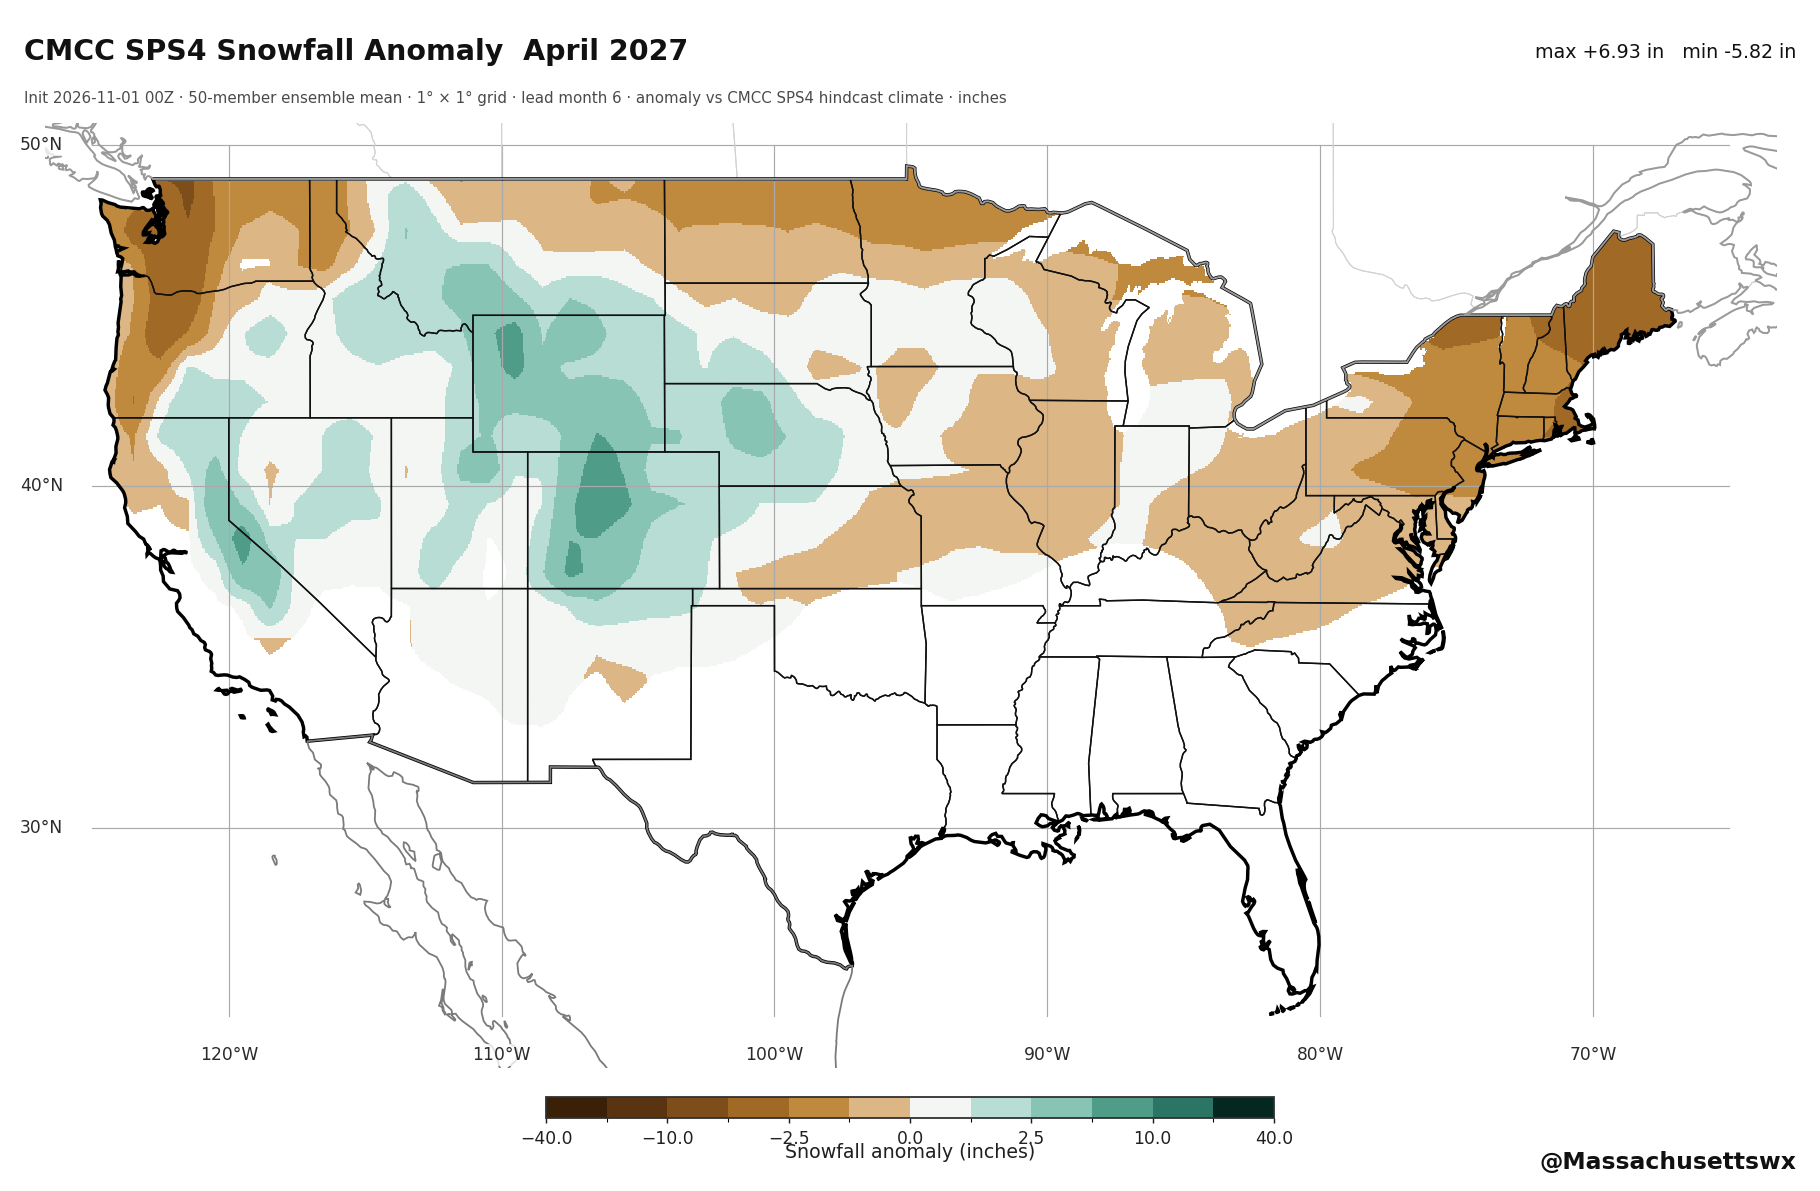 CMCC SPS4 Snowfall Anomaly  April 2027
max +6.93 in   min -5.82 in
Init 2026-11-01 00Z · 50-member ensemble mean · 1° × 1° grid · lead month 6 · anomaly vs CMCC SPS4 hindcast climate · inches
50°N
40°N
30°N
120°W 110°W 100°W 90°W 80°W 70°W
−40.0 −10.0 −2.5 0.0 2.5 10.0 40.0
Snowfall anomaly (inches)
@Massachusettswx